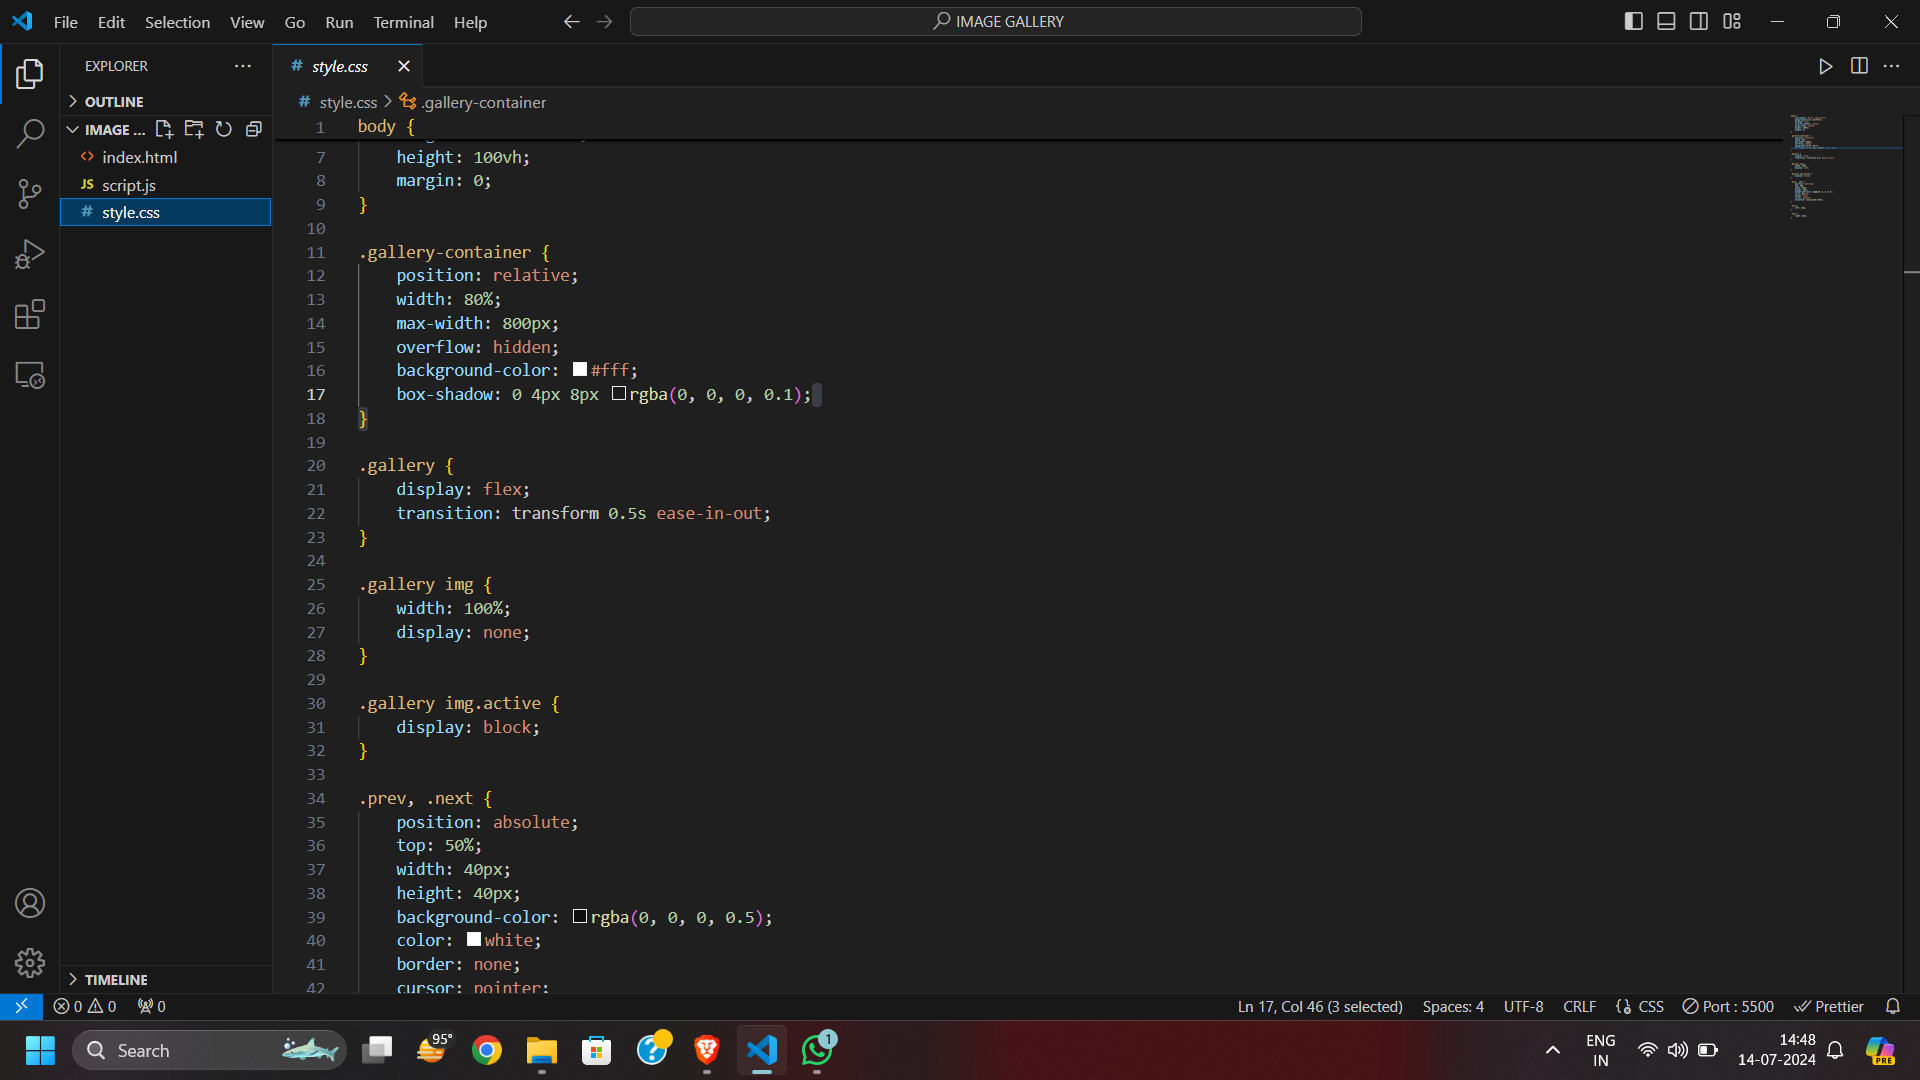 File Edit Selection View Go Run Terminal Help
IMAGE GALLERY
EXPLORER
OUTLINE
IMAGE ...
index.html
JS script.js
# style.css
TIMELINE
# style.css
# style.css > .gallery-container
1 body {
7 height: 100vh;
8 margin: 0;
9 }
10
11 .gallery-container {
12 position: relative;
13 width: 80%;
14 max-width: 800px;
15 overflow: hidden;
16 background-color: #fff;
17 box-shadow: 0 4px 8px rgba(0, 0, 0, 0.1);
18 }
19
20 .gallery {
21 display: flex;
22 transition: transform 0.5s ease-in-out;
23 }
24
25 .gallery img {
26 width: 100%;
27 display: none;
28 }
29
30 .gallery img.active {
31 display: block;
32 }
33
34 .prev, .next {
35 position: absolute;
36 top: 50%;
37 width: 40px;
38 height: 40px;
39 background-color: rgba(0, 0, 0, 0.5);
40 color: white;
41 border: none;
42 cursor: pointer;
0 0 0
Ln 17, Col 46 (3 selected) Spaces: 4 UTF-8 CRLF CSS Port : 5500 Prettier
Search
95°
1
ENG
IN
14:48
14-07-2024
PRE